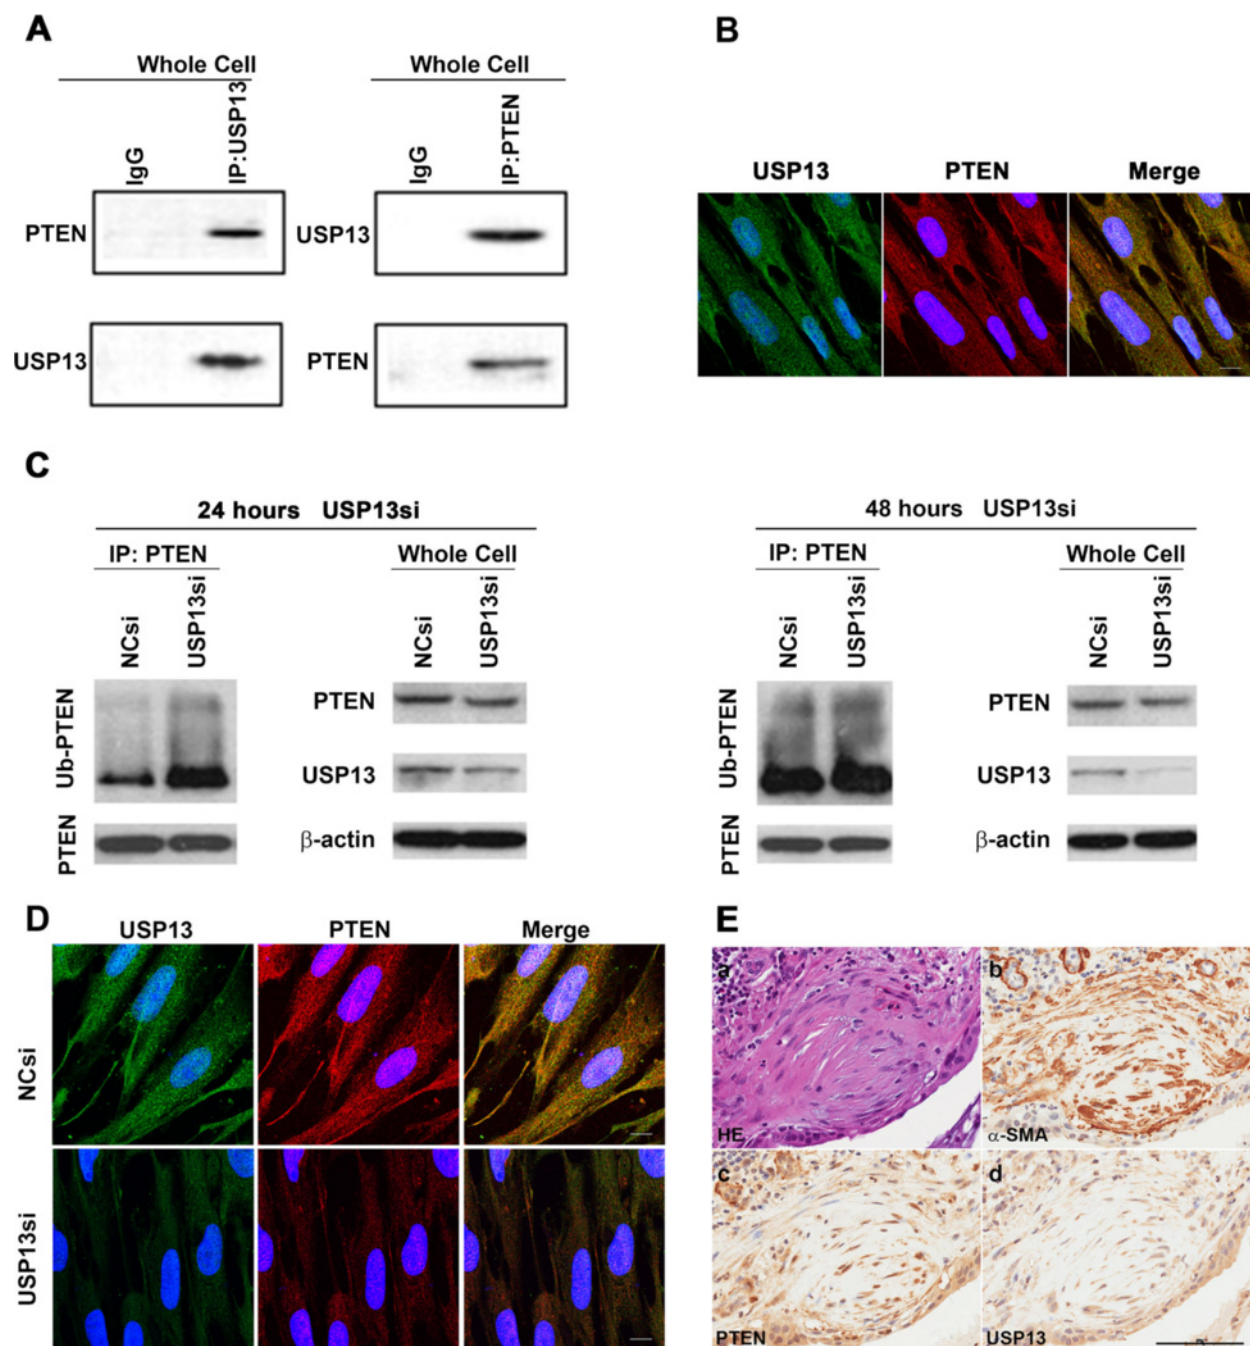 A
Whole Cell
IgG
IP:USP13
PTEN
USP13
Whole Cell
IgG
IP:PTEN
USP13
PTEN
B
USP13 PTEN Merge
C
24 hours USP13si
IP: PTEN
NCsi
USP13si
Ub-PTEN
PTEN
Whole Cell
NCsi
USP13si
PTEN
USP13
β-actin
48 hours USP13si
IP: PTEN
NCsi
USP13si
Ub-PTEN
PTEN
Whole Cell
NCsi
USP13si
PTEN
USP13
β-actin
D
USP13 PTEN Merge
NCsi
USP13si
E
a
HE
b
α-SMA
c
PTEN
d
USP13